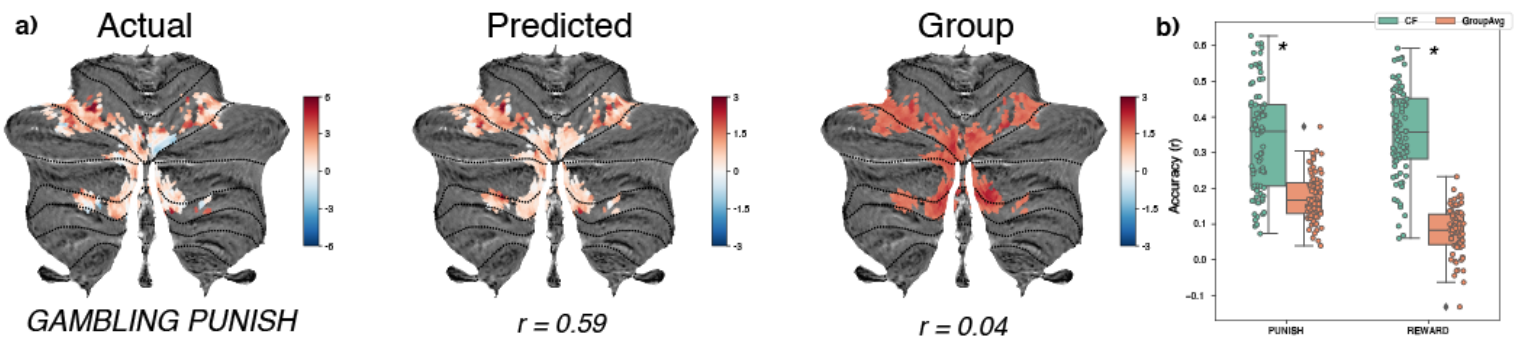 a)
Actual
Predicted
Group
b)
CF
GroupAvg
6
3
0
-3
-6
3
1.5
0
-1.5
-3
3
1.5
0
-1.5
-3
Accuracy (r)
0.6
0.5
0.4
0.3
0.2
0.1
0.0
-0.1
*
*
PUNISH
REWARD
GAMBLING PUNISH
r = 0.59
r = 0.04